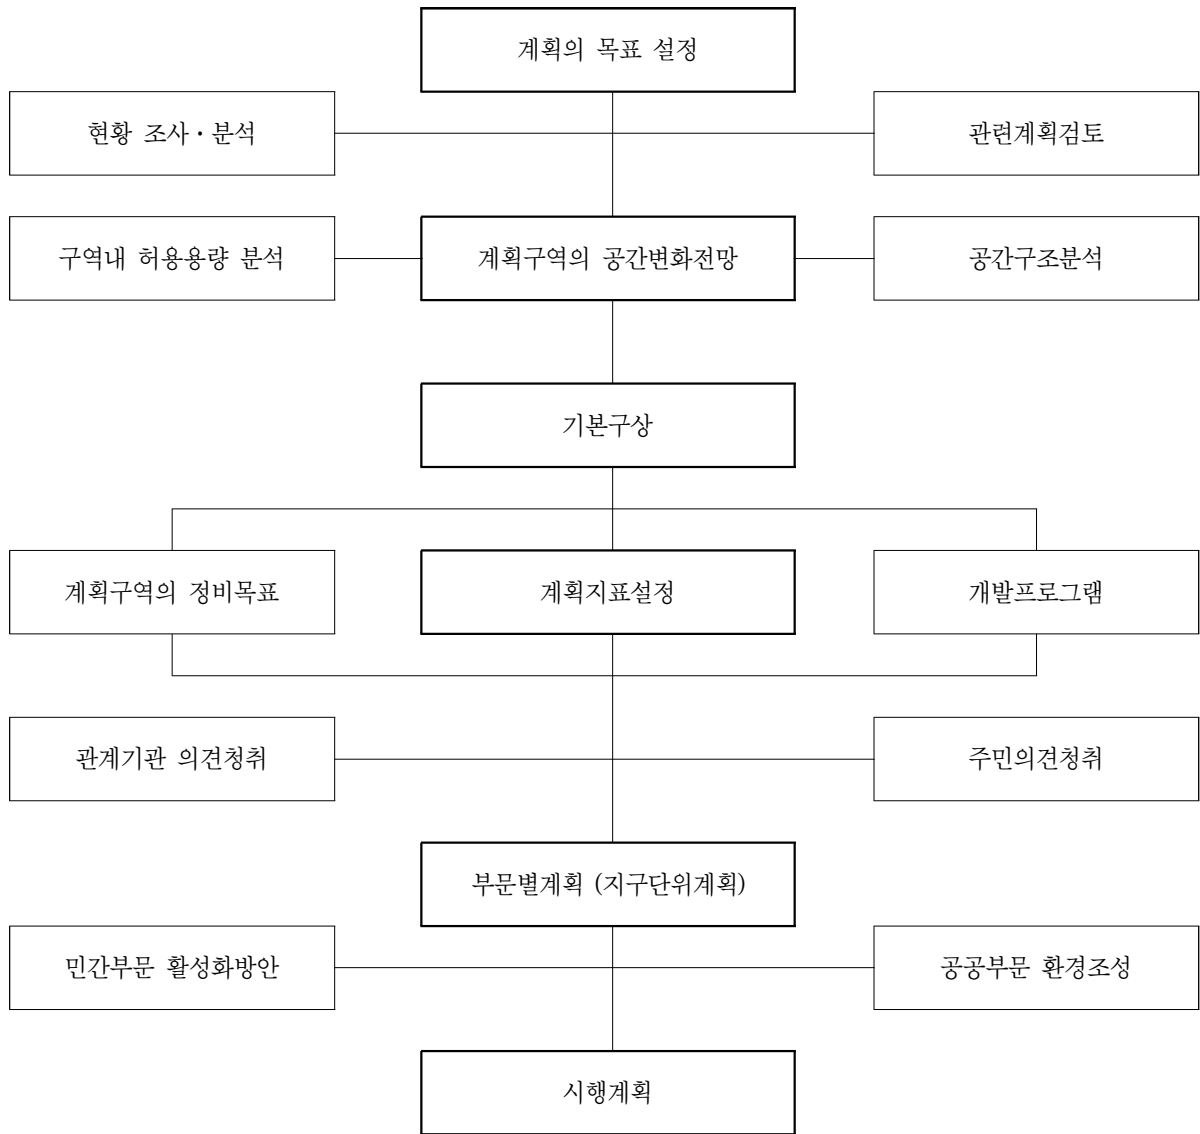 계획의 목표 설정
현황 조사·분석
관련계획검토
구역내 허용용량 분석
계획구역의 공간변화전망
공간구조분석
기본구상
계획구역의 정비목표
계획지표설정
개발프로그램
관계기관 의견청취
주민의견청취
부문별계획 (지구단위계획)
민간부문 활성화방안
공공부문 환경조성
시행계획